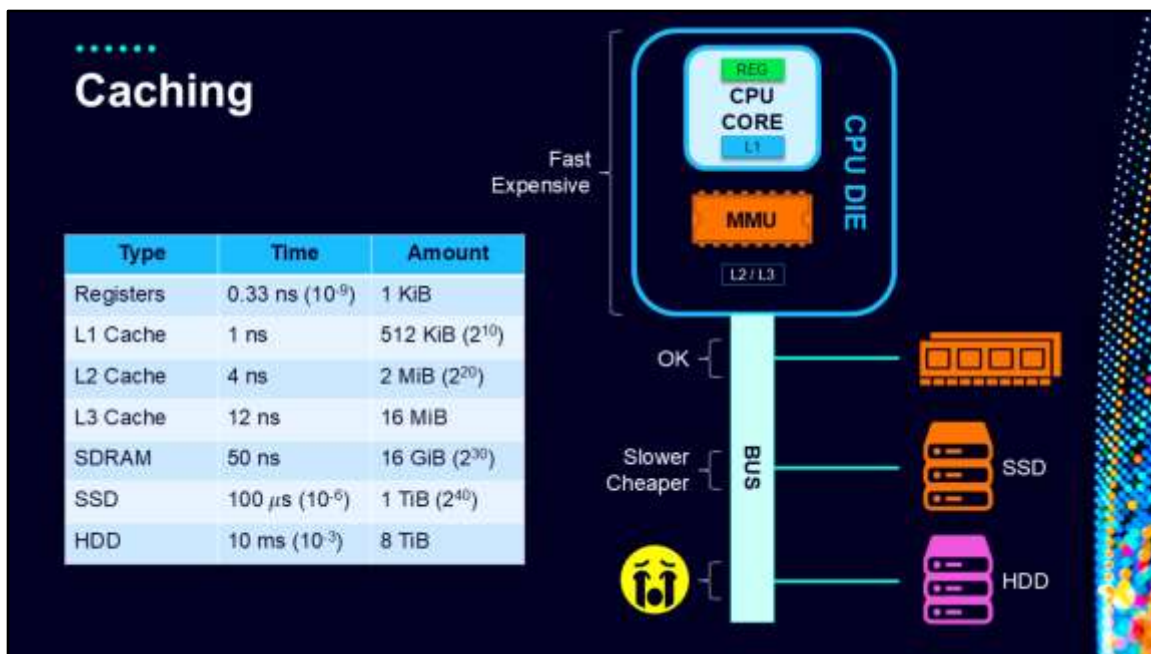 Caching
Type Time Amount
Registers 0.33 ns (10⁻⁹) 1 KiB
L1 Cache 1 ns 512 KiB (2¹⁰)
L2 Cache 4 ns 2 MiB (2²⁰)
L3 Cache 12 ns 16 MiB
SDRAM 50 ns 16 GiB (2³⁰)
SSD 100 μs (10⁻⁶) 1 TiB (2⁴⁰)
HDD 10 ms (10⁻³) 8 TiB
Fast
Expensive
REG
CPU
CORE
L1
MMU
L2 / L3
CPU DIE
OK
Slower
Cheaper
BUS
SSD
HDD